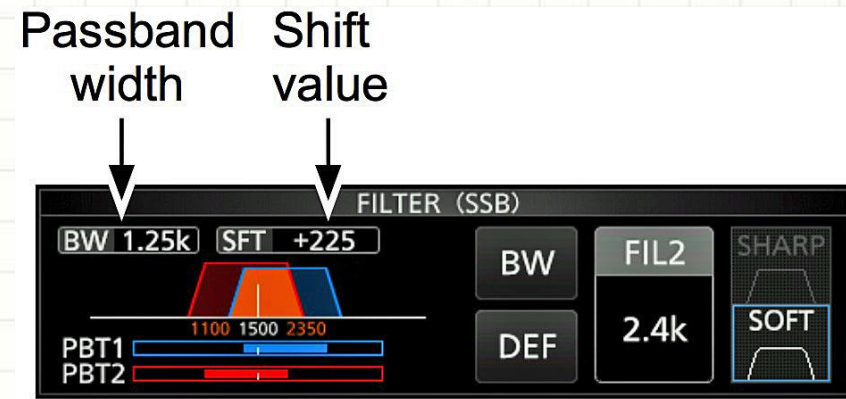 Passband Shift
width value
FILTER (SSB)
BW 1.25k SFT +225
BW
FIL2
SHARP
1100 1500 2350
2.4k
SOFT
PBT1
DEF
PBT2